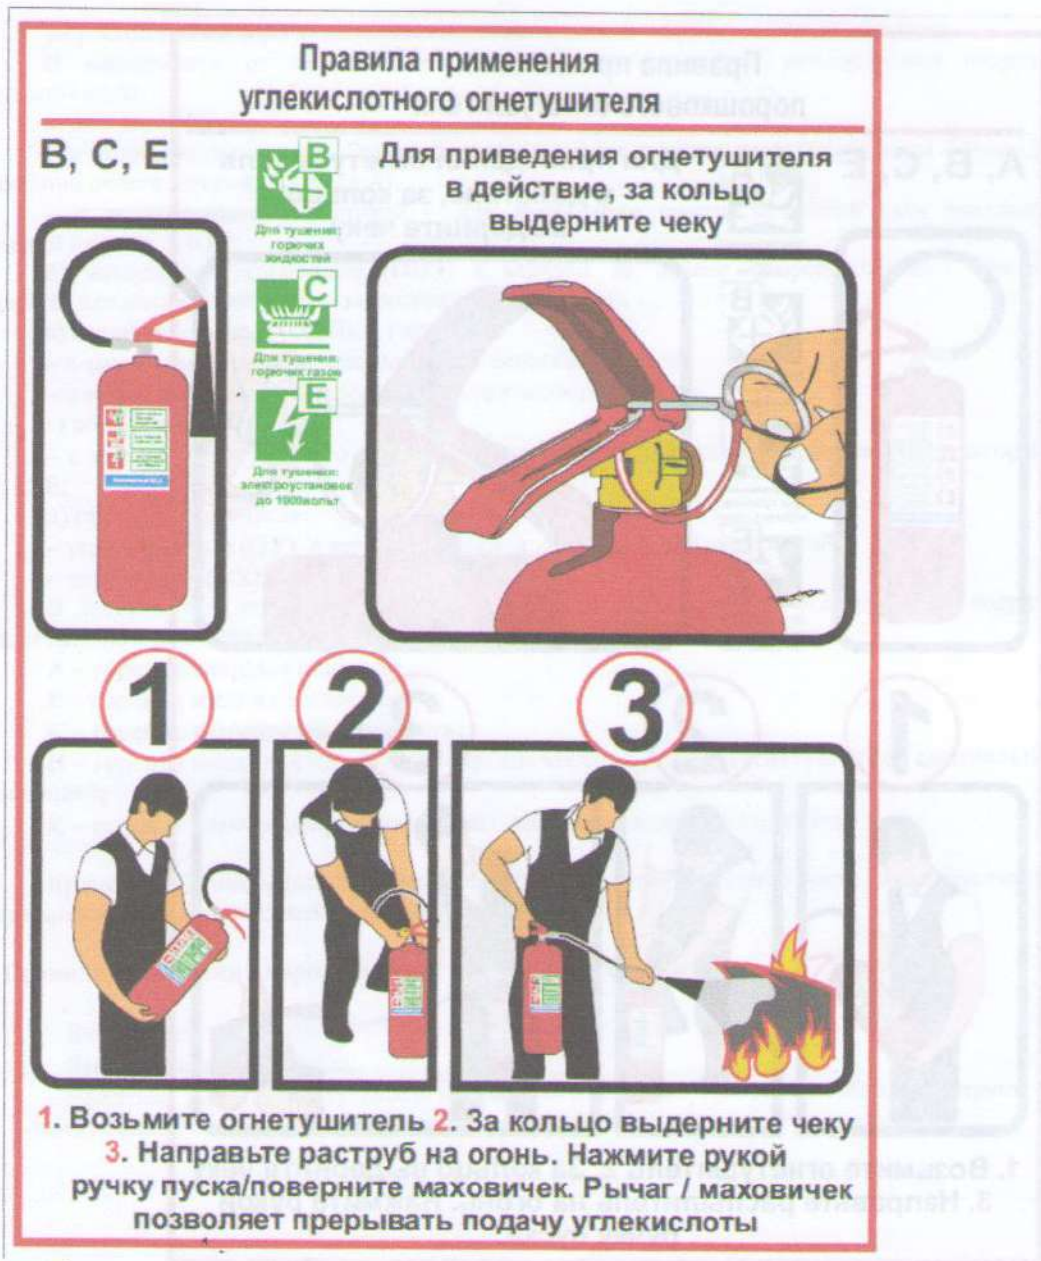 Правила применения
углекислотного огнетушителя
В, С, Е
B
Для тушения:
горючих
жидкостей
C
Для тушения:
горючих газов
E
Для тушения:
электроустановок
до 1000вольт
Для приведения огнетушителя
в действие, за кольцо
выдерните чеку
1
2
3
1. Возьмите огнетушитель 2. За кольцо выдерните чеку
3. Направьте раструб на огонь. Нажмите рукой
ручку пуска/поверните маховичек. Рычаг / маховичек
позволяет прерывать подачу углекислоты